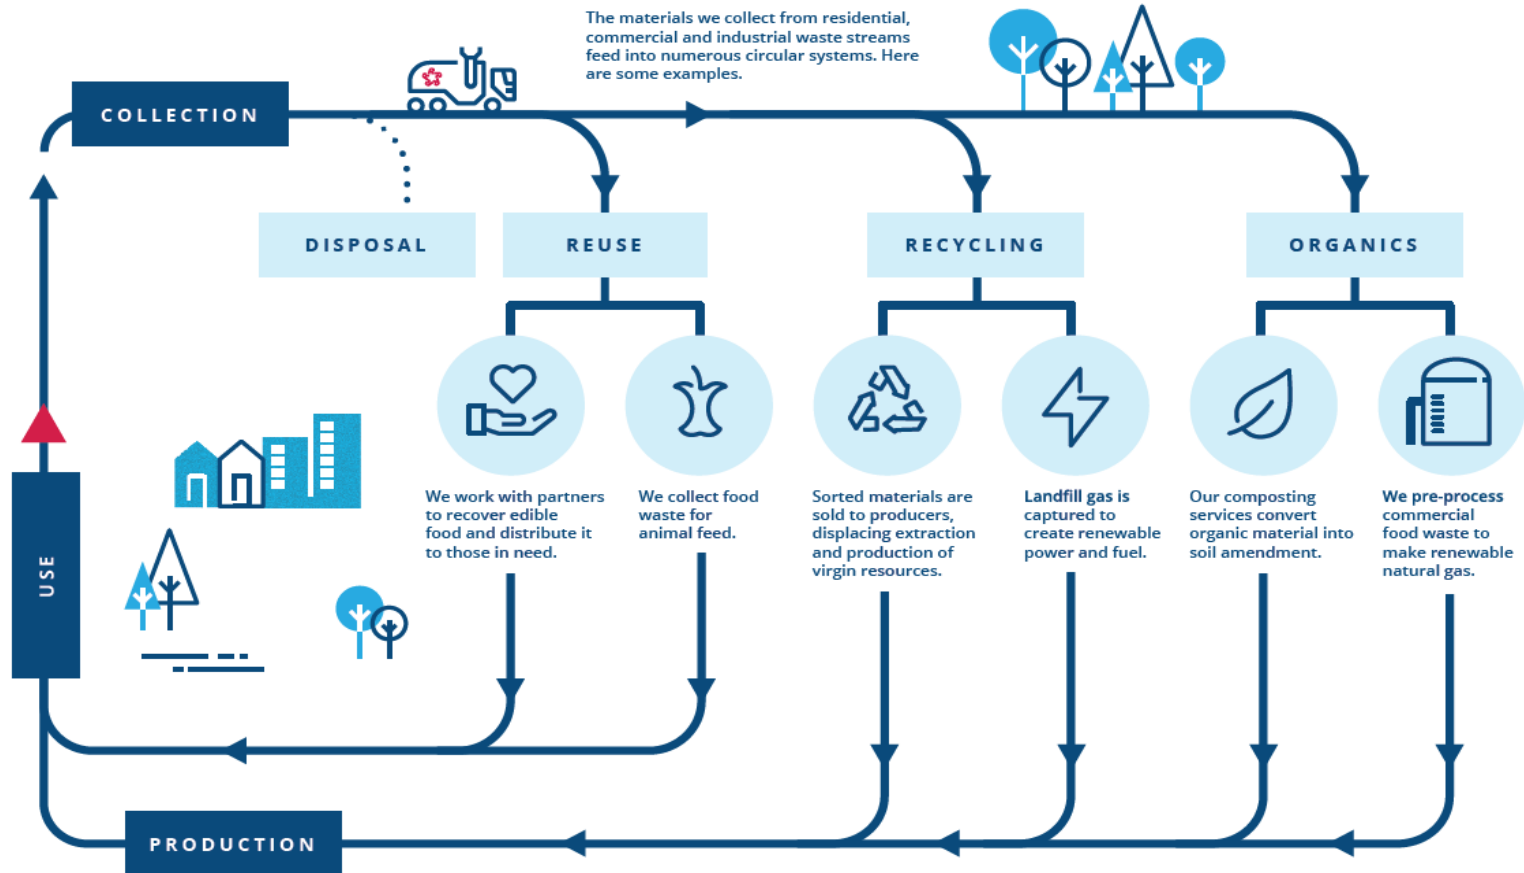 The materials we collect from residential,
commercial and industrial waste streams
feed into numerous circular systems. Here
are some examples.
COLLECTION
DISPOSAL
REUSE
RECYCLING
ORGANICS
We work with partners
to recover edible
food and distribute it
to those in need.
We collect food
waste for
animal feed.
Sorted materials are
sold to producers,
displacing extraction
and production of
virgin resources.
Landfill gas is
captured to
create renewable
power and fuel.
Our composting
services convert
organic material into
soil amendment.
We pre-process
commercial
food waste to
make renewable
natural gas.
USE
PRODUCTION